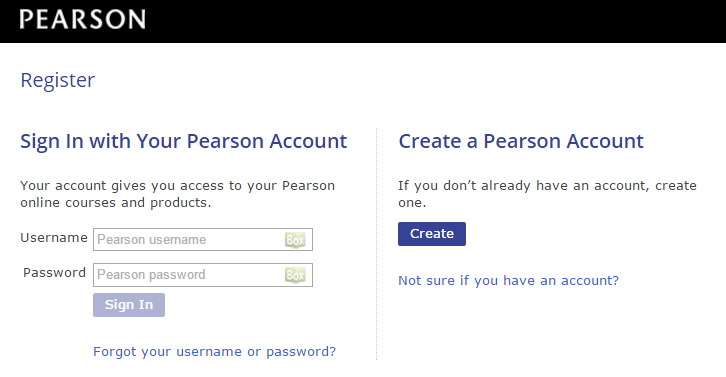 PEARSON
Register
Sign In with Your Pearson Account
Your account gives you access to your Pearson
online courses and products.
Username Pearson username Box
Password Pearson password Box
Sign In
Forgot your username or password?
Create a Pearson Account
If you don’t already have an account, create
one.
Create
Not sure if you have an account?